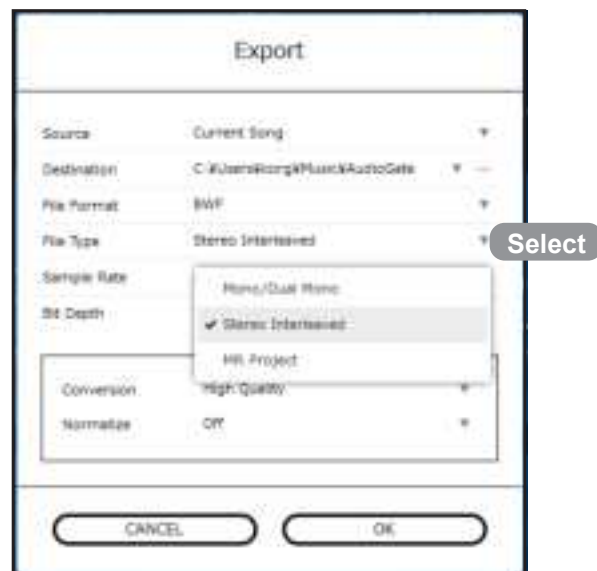 Export
Source Current Song
Destination C:¥Users¥korg¥Music¥AudioGate
File Format BWF
File Type Stereo Interleaved
Select
Sample Rate
Mono/Dual Mono
Bit Depth
✔ Stereo Interleaved
MR Project
Conversion High Quality
Normalize Off
CANCEL OK